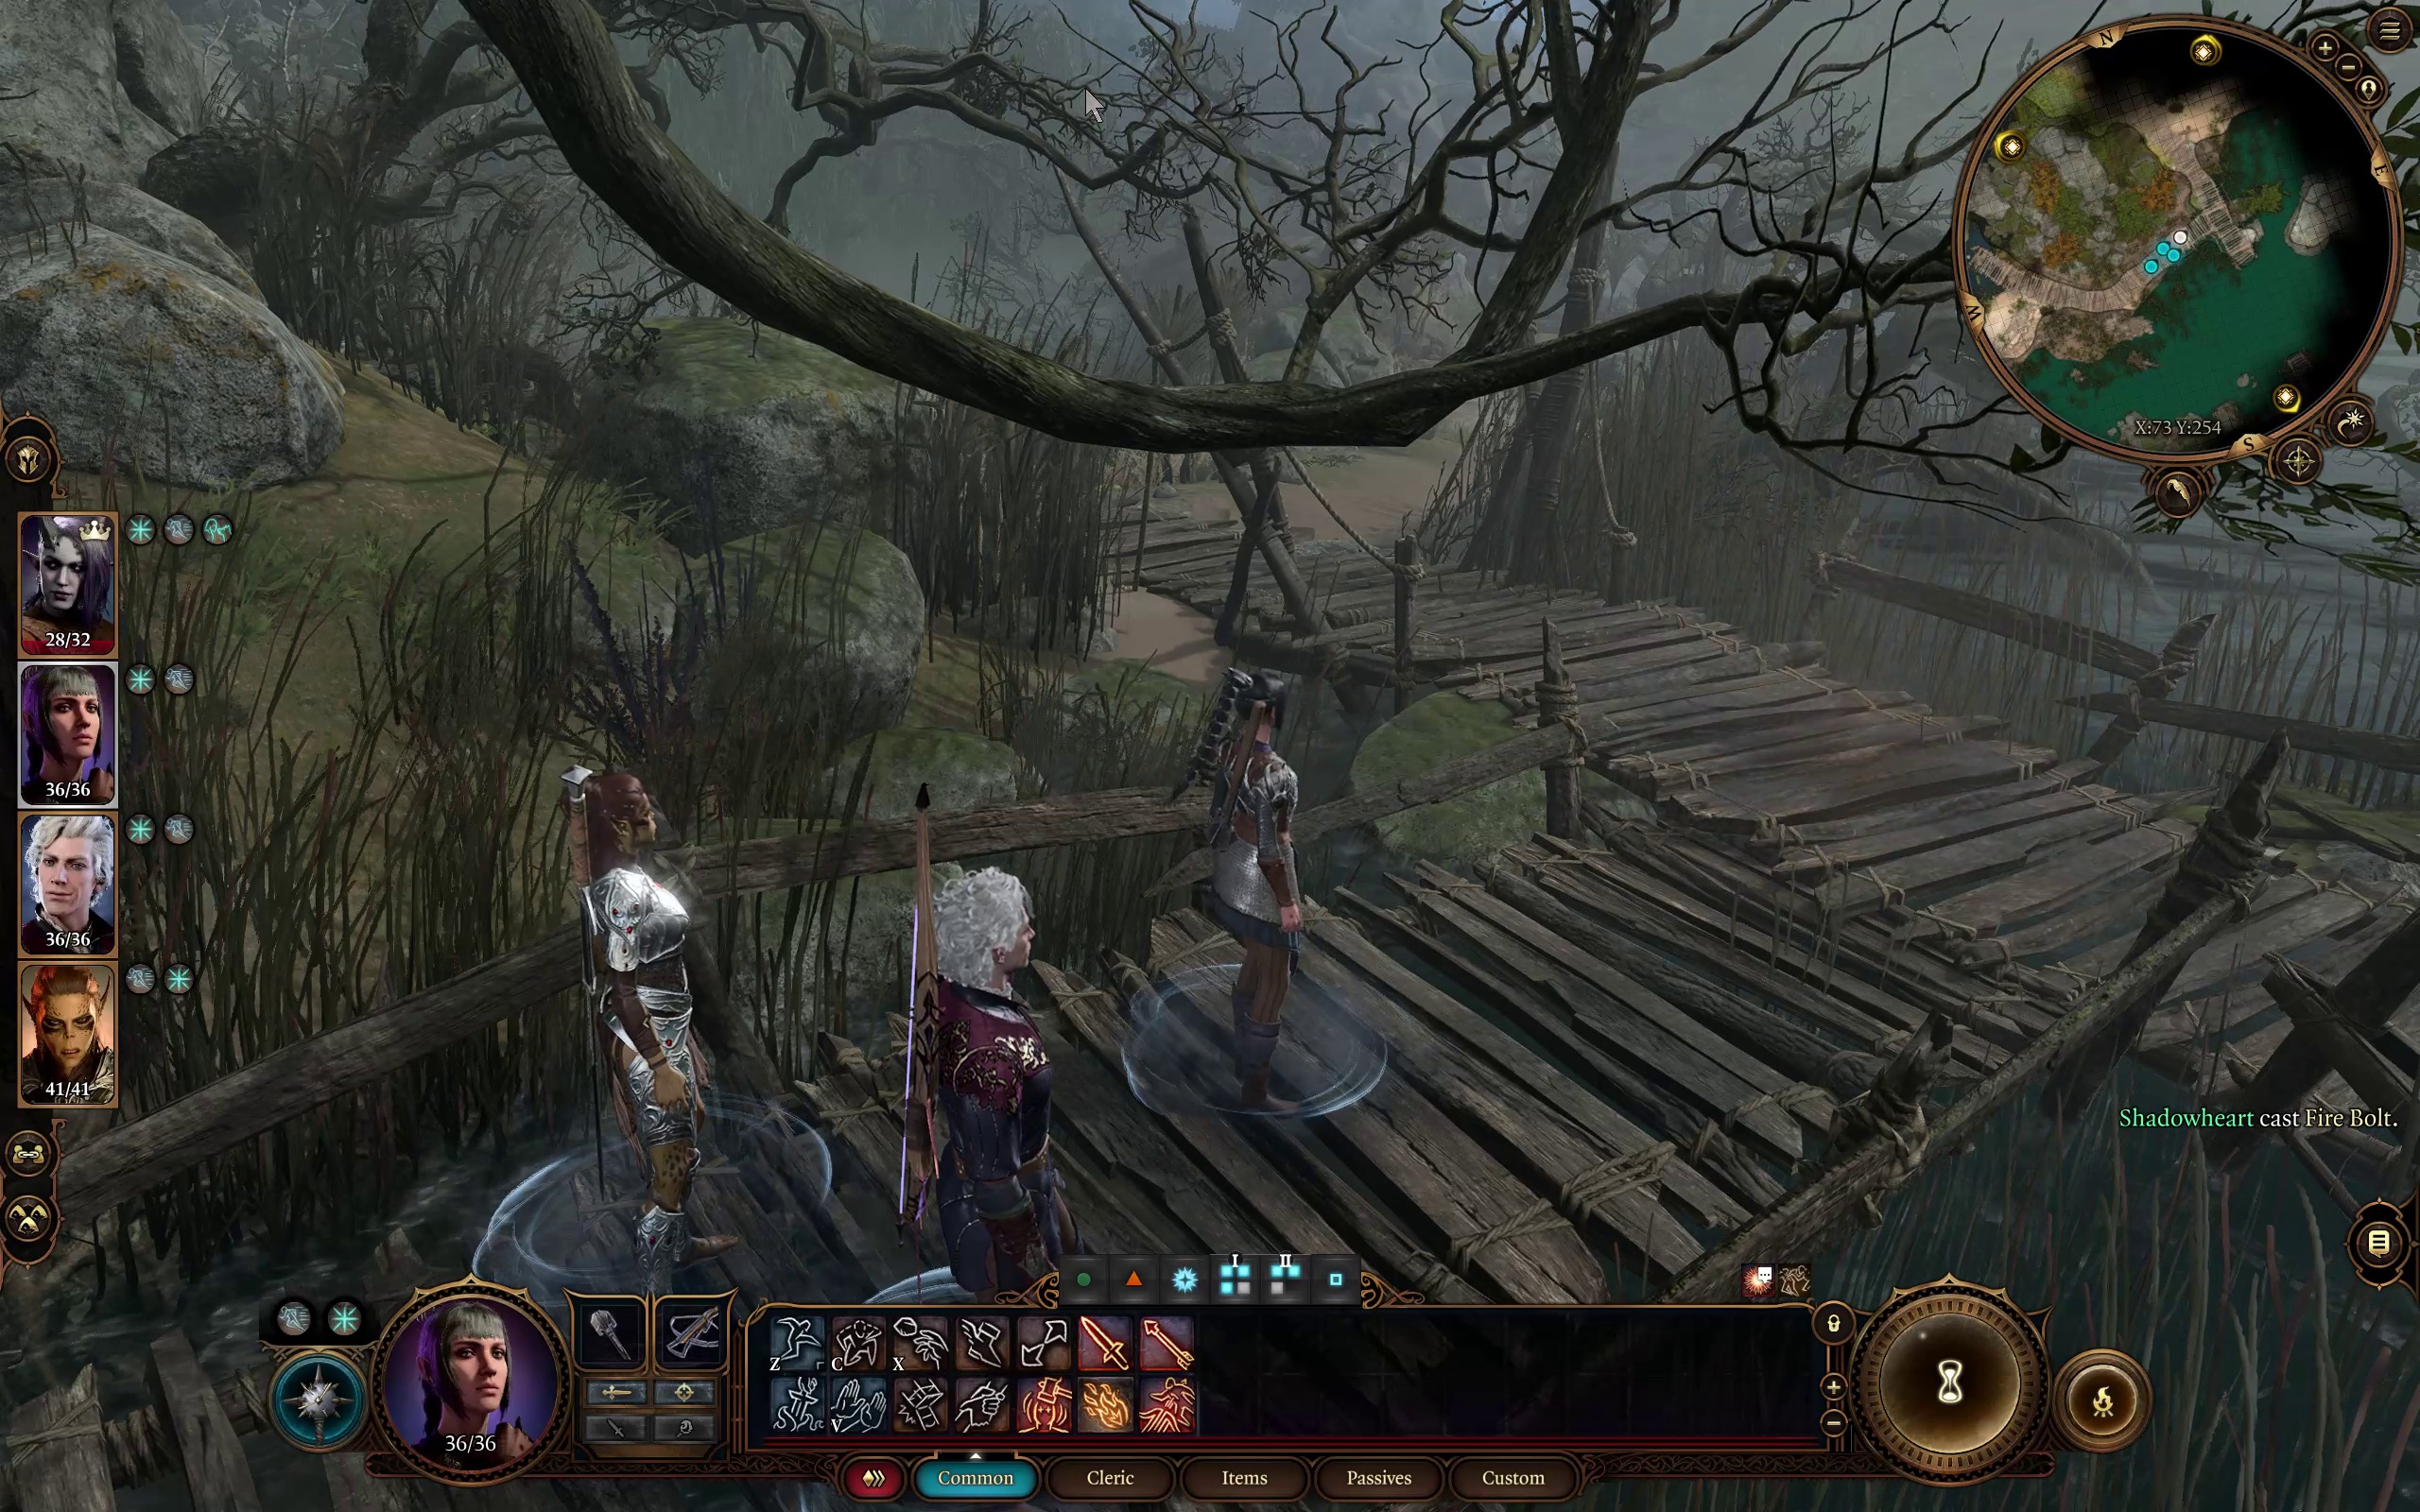 N
E
W
S
X:73 Y:254
28/32
36/36
36/36
41/41
Shadowheart cast Fire Bolt.
I II
Z C X
V
36/36
Common Cleric Items Passives Custom